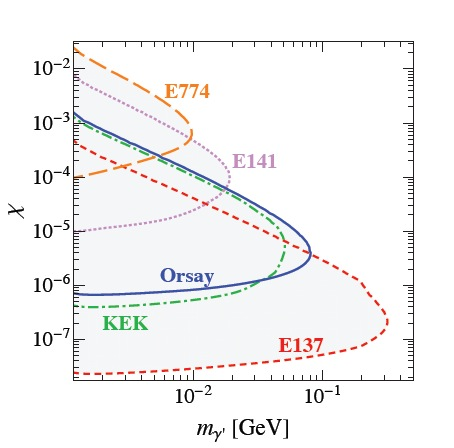 10⁻²
E774
10⁻³
E141
10⁻⁴
χ
10⁻⁵
Orsay
10⁻⁶
KEK
E137
10⁻⁷
10⁻² 10⁻¹
mγ′ [GeV]